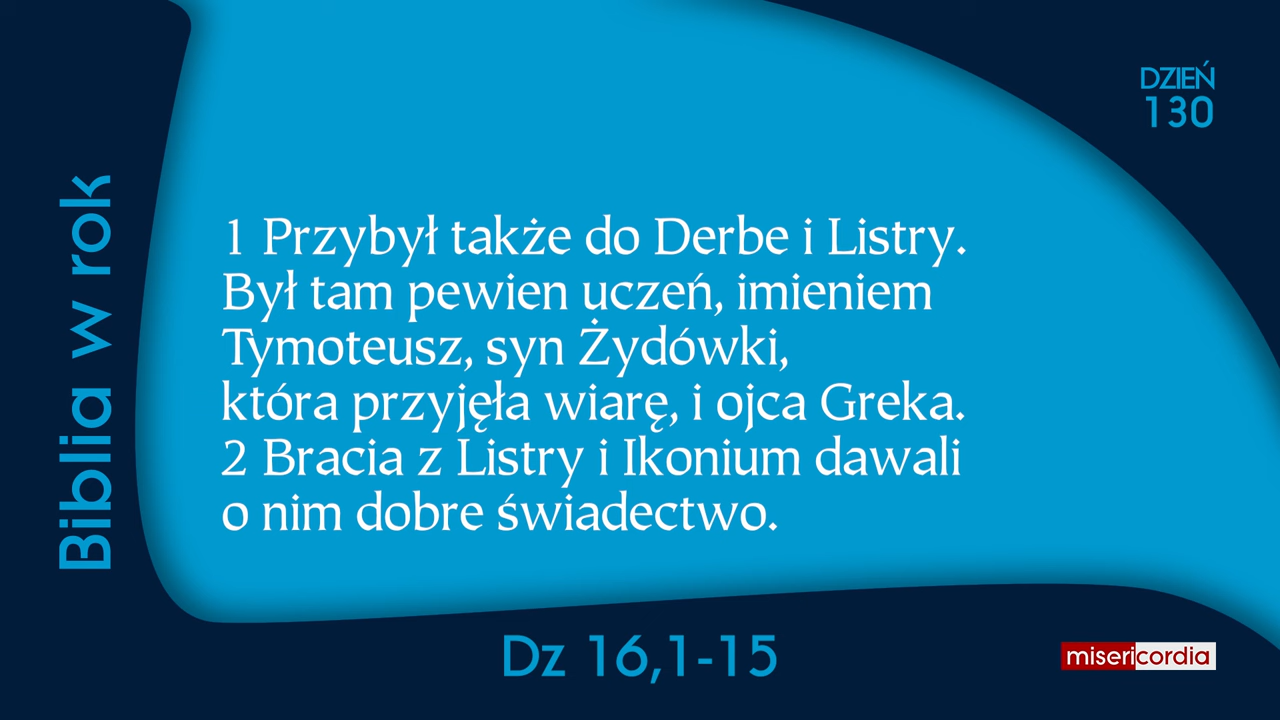 DZIEŃ
130
Biblia w rok
1 Przybył także do Derbe i Listry.
Był tam pewien uczeń, imieniem
Tymoteusz, syn Żydówki,
która przyjęła wiarę, i ojca Greka.
2 Bracia z Listry i Ikonium dawali
o nim dobre świadectwo.
Dz 16,1-15
misericordia